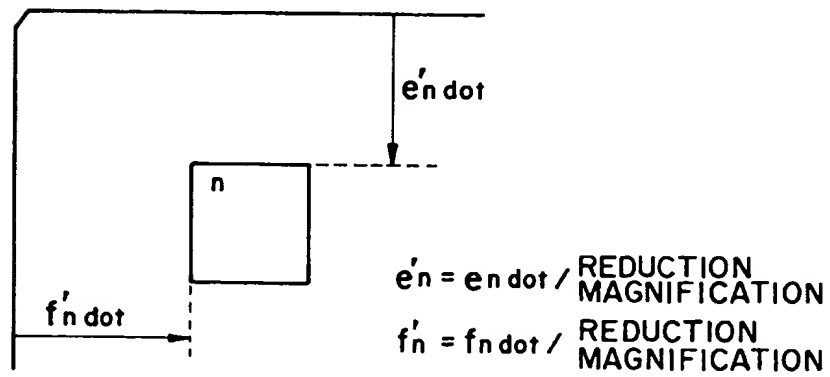 e'n dot
n
f'n dot
e'n = en dot / REDUCTION MAGNIFICATION
f'n = fn dot / REDUCTION MAGNIFICATION